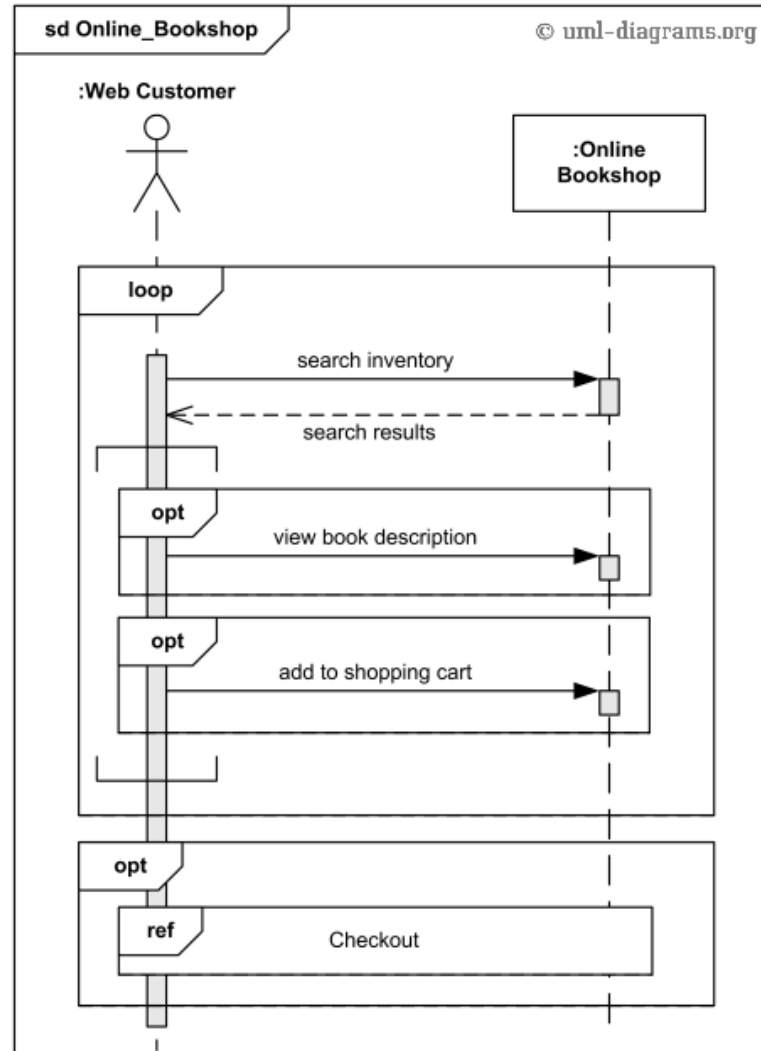 sd Online_Bookshop
© uml-diagrams.org
:Web Customer
:Online
Bookshop
loop
search inventory
search results
opt
view book description
opt
add to shopping cart
opt
ref
Checkout